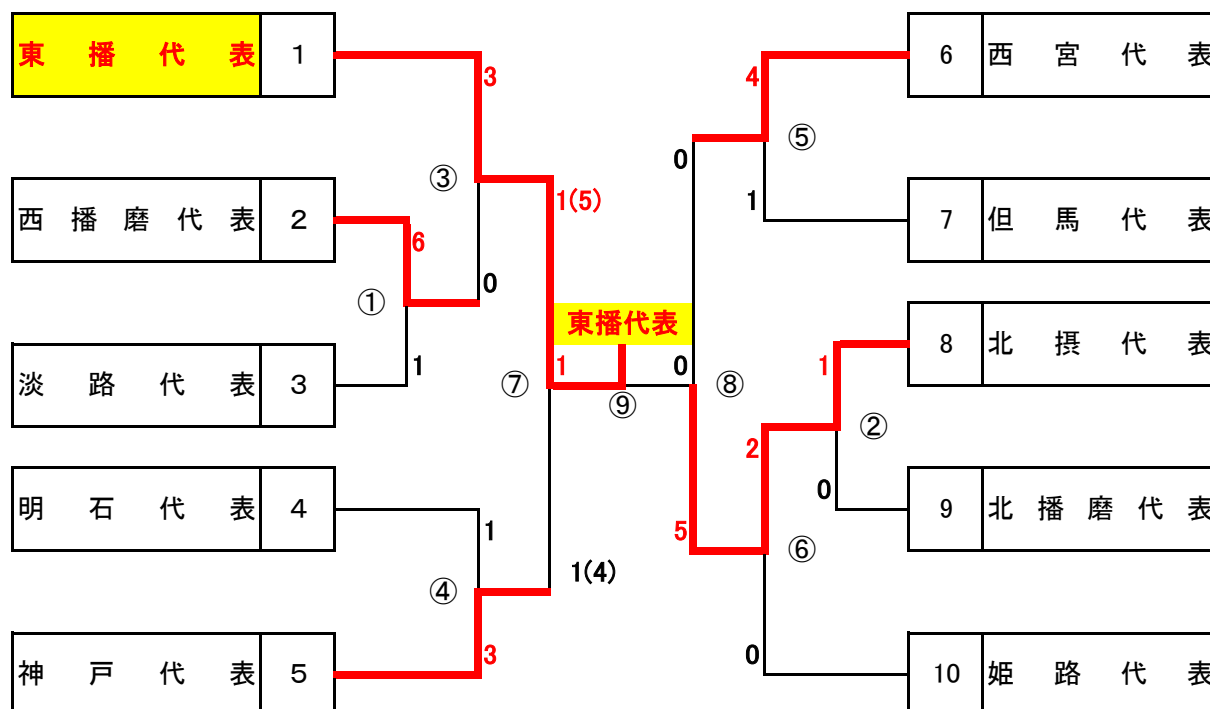 東播代表 1
3
③
1(5)
西播磨代表 2
6
①
0
淡路代表 3
1
⑦
1
東播代表
⑨
明石代表 4
1
④
1(4)
神戸代表 5
3
6 西宮代表
4
⑤
0
1
7 但馬代表
8 北摂代表
1
0
⑧
②
2
0
9 北播磨代表
5
⑥
0
10 姫路代表